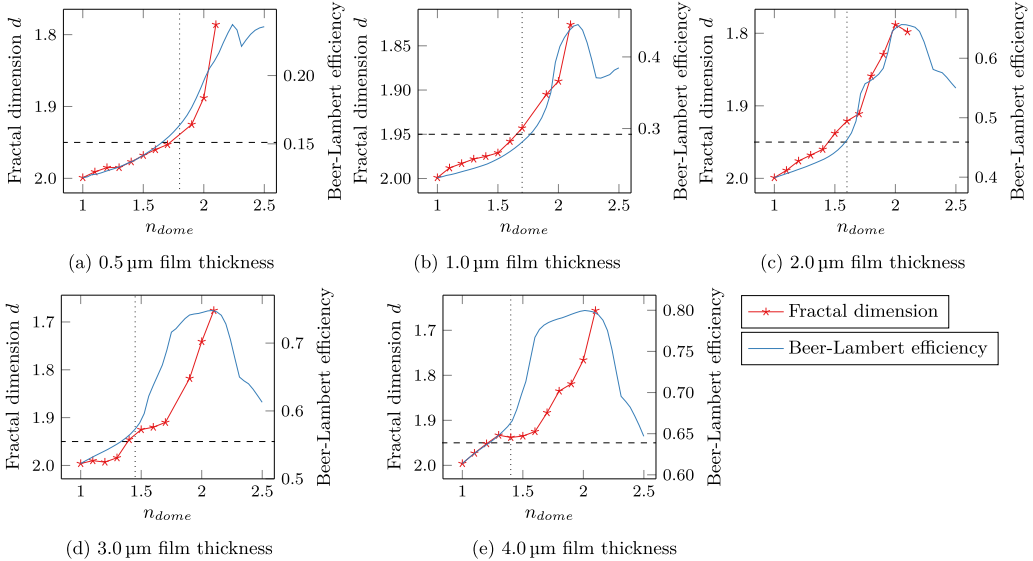 Fractal dimension d
1.8
1.9
2.0
1
1.5
2
2.5
n_dome
0.20
0.15
Beer-Lambert efficiency
(a) 0.5 µm film thickness
Fractal dimension d
1.85
1.90
1.95
2.00
1
1.5
2
2.5
n_dome
0.4
0.3
Beer-Lambert efficiency
(b) 1.0 µm film thickness
Fractal dimension d
1.8
1.9
2.0
1
1.5
2
2.5
n_dome
0.6
0.5
0.4
Beer-Lambert efficiency
(c) 2.0 µm film thickness
Fractal dimension d
1.7
1.8
1.9
2.0
1
1.5
2
2.5
n_dome
0.7
0.6
0.5
Beer-Lambert efficiency
(d) 3.0 µm film thickness
Fractal dimension d
1.7
1.8
1.9
2.0
1
1.5
2
2.5
n_dome
0.80
0.75
0.70
0.65
0.60
Beer-Lambert efficiency
(e) 4.0 µm film thickness
Fractal dimension
Beer-Lambert efficiency